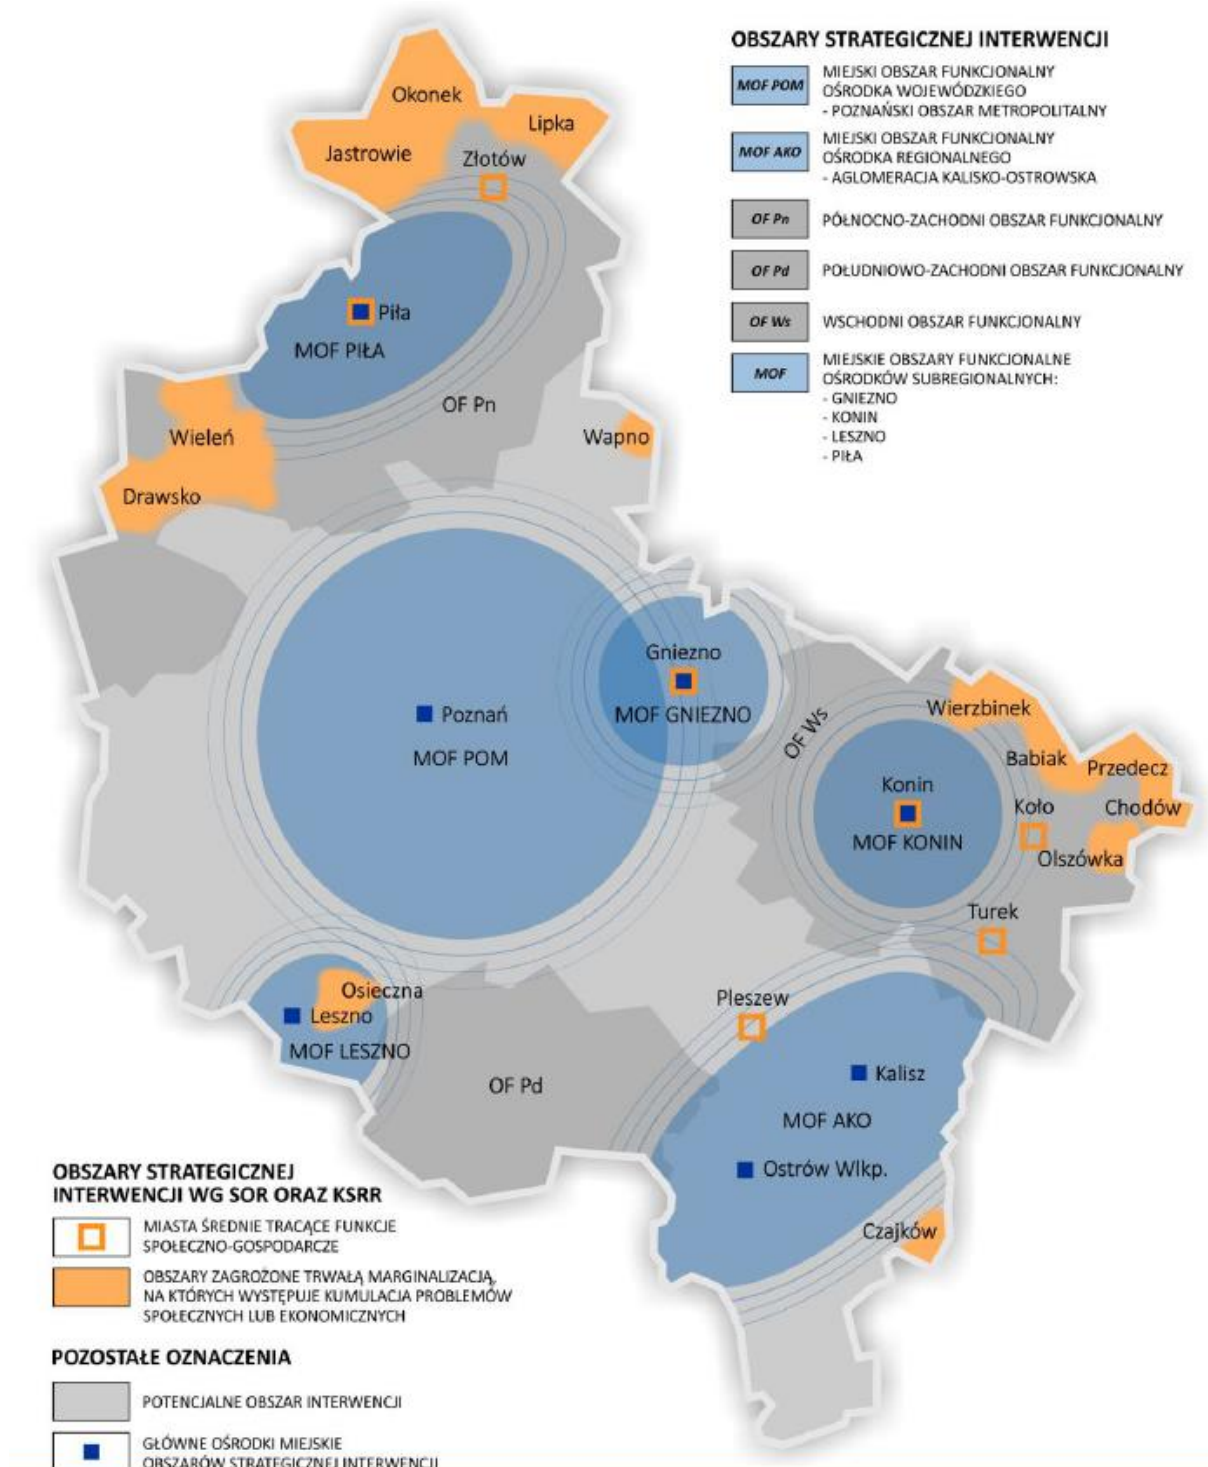 OBSZARY STRATEGICZNEJ INTERWENCJI
MOF POM
MIEJSKI OBSZAR FUNKCJONALNY
OŚRODKA WOJEWÓDZKIEGO
- POZNAŃSKI OBSZAR METROPOLITALNY
MOF AKO
MIEJSKI OBSZAR FUNKCJONALNY
OŚRODKA REGIONALNEGO
- AGLOMERACJA KALISKO-OSTROWSKA
OF Pn
PÓŁNOCNO-ZACHODNI OBSZAR FUNKCJONALNY
OF Pd
POŁUDNIOWO-ZACHODNI OBSZAR FUNKCJONALNY
OF Ws
WSCHODNI OBSZAR FUNKCJONALNY
MOF
MIEJSKIE OBSZARY FUNKCJONALNE
OŚRODKÓW SUBREGIONALNYCH:
- GNIEZNO
- KONIN
- LESZNO
- PIŁA
Okonek
Lipka
Jastrowie
Złotów
Piła
MOF PIŁA
OF Pn
Wieleń
Wapno
Drawsko
Gniezno
Poznań
MOF GNIEZNO
MOF POM
OF Ws
Wierzbinek
Babiak
Przedecz
Konin
Koło
Chodów
MOF KONIN
Olszówka
Turek
Osieczna
Pleszew
Leszno
MOF LESZNO
OF Pd
Kalisz
MOF AKO
Ostrów Wlkp.
Czajków
OBSZARY STRATEGICZNEJ
INTERWENCJI WG SOR ORAZ KSRR
MIASTA ŚREDNIE TRACĄCE FUNKCJE
SPOŁECZNO-GOSPODARCZE
OBSZARY ZAGROŻONE TRWAŁĄ MARGINALIZACJĄ,
NA KTÓRYCH WYSTĘPUJE KUMULACJA PROBLEMÓW
SPOŁECZNYCH LUB EKONOMICZNYCH
POZOSTAŁE OZNACZENIA
POTENCJALNE OBSZAR INTERWENCJI
GŁÓWNE OŚRODKI MIEJSKIE
OBSZARÓW STRATEGICZNEJ INTERWENCJI